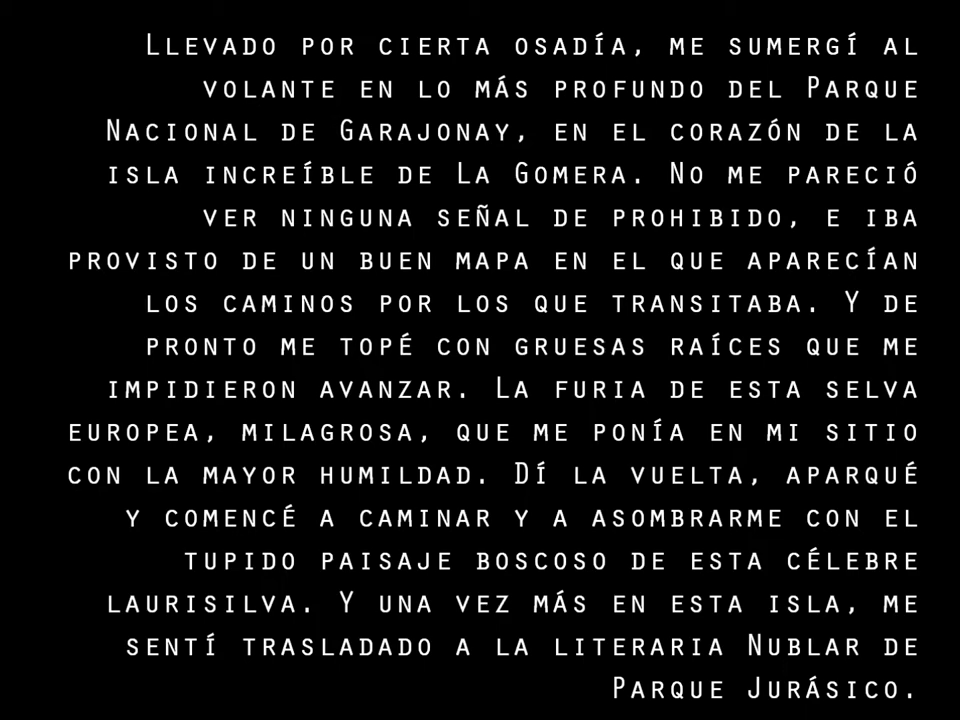 Llevado por cierta osadía, me sumergí al
volante en lo más profundo del Parque
Nacional de Garajonay, en el corazón de la
isla increíble de La Gomera. No me pareció
ver ninguna señal de prohibido, e iba
provisto de un buen mapa en el que aparecían
los caminos por los que transitaba. Y de
pronto me topé con gruesas raíces que me
impidieron avanzar. La furia de esta selva
europea, milagrosa, que me ponía en mi sitio
con la mayor humildad. Dí la vuelta, aparqué
y comencé a caminar y a asombrarme con el
tupido paisaje boscoso de esta célebre
laurisilva. Y una vez más en esta isla, me
sentí trasladado a la literaria Nublar de
Parque Jurásico.